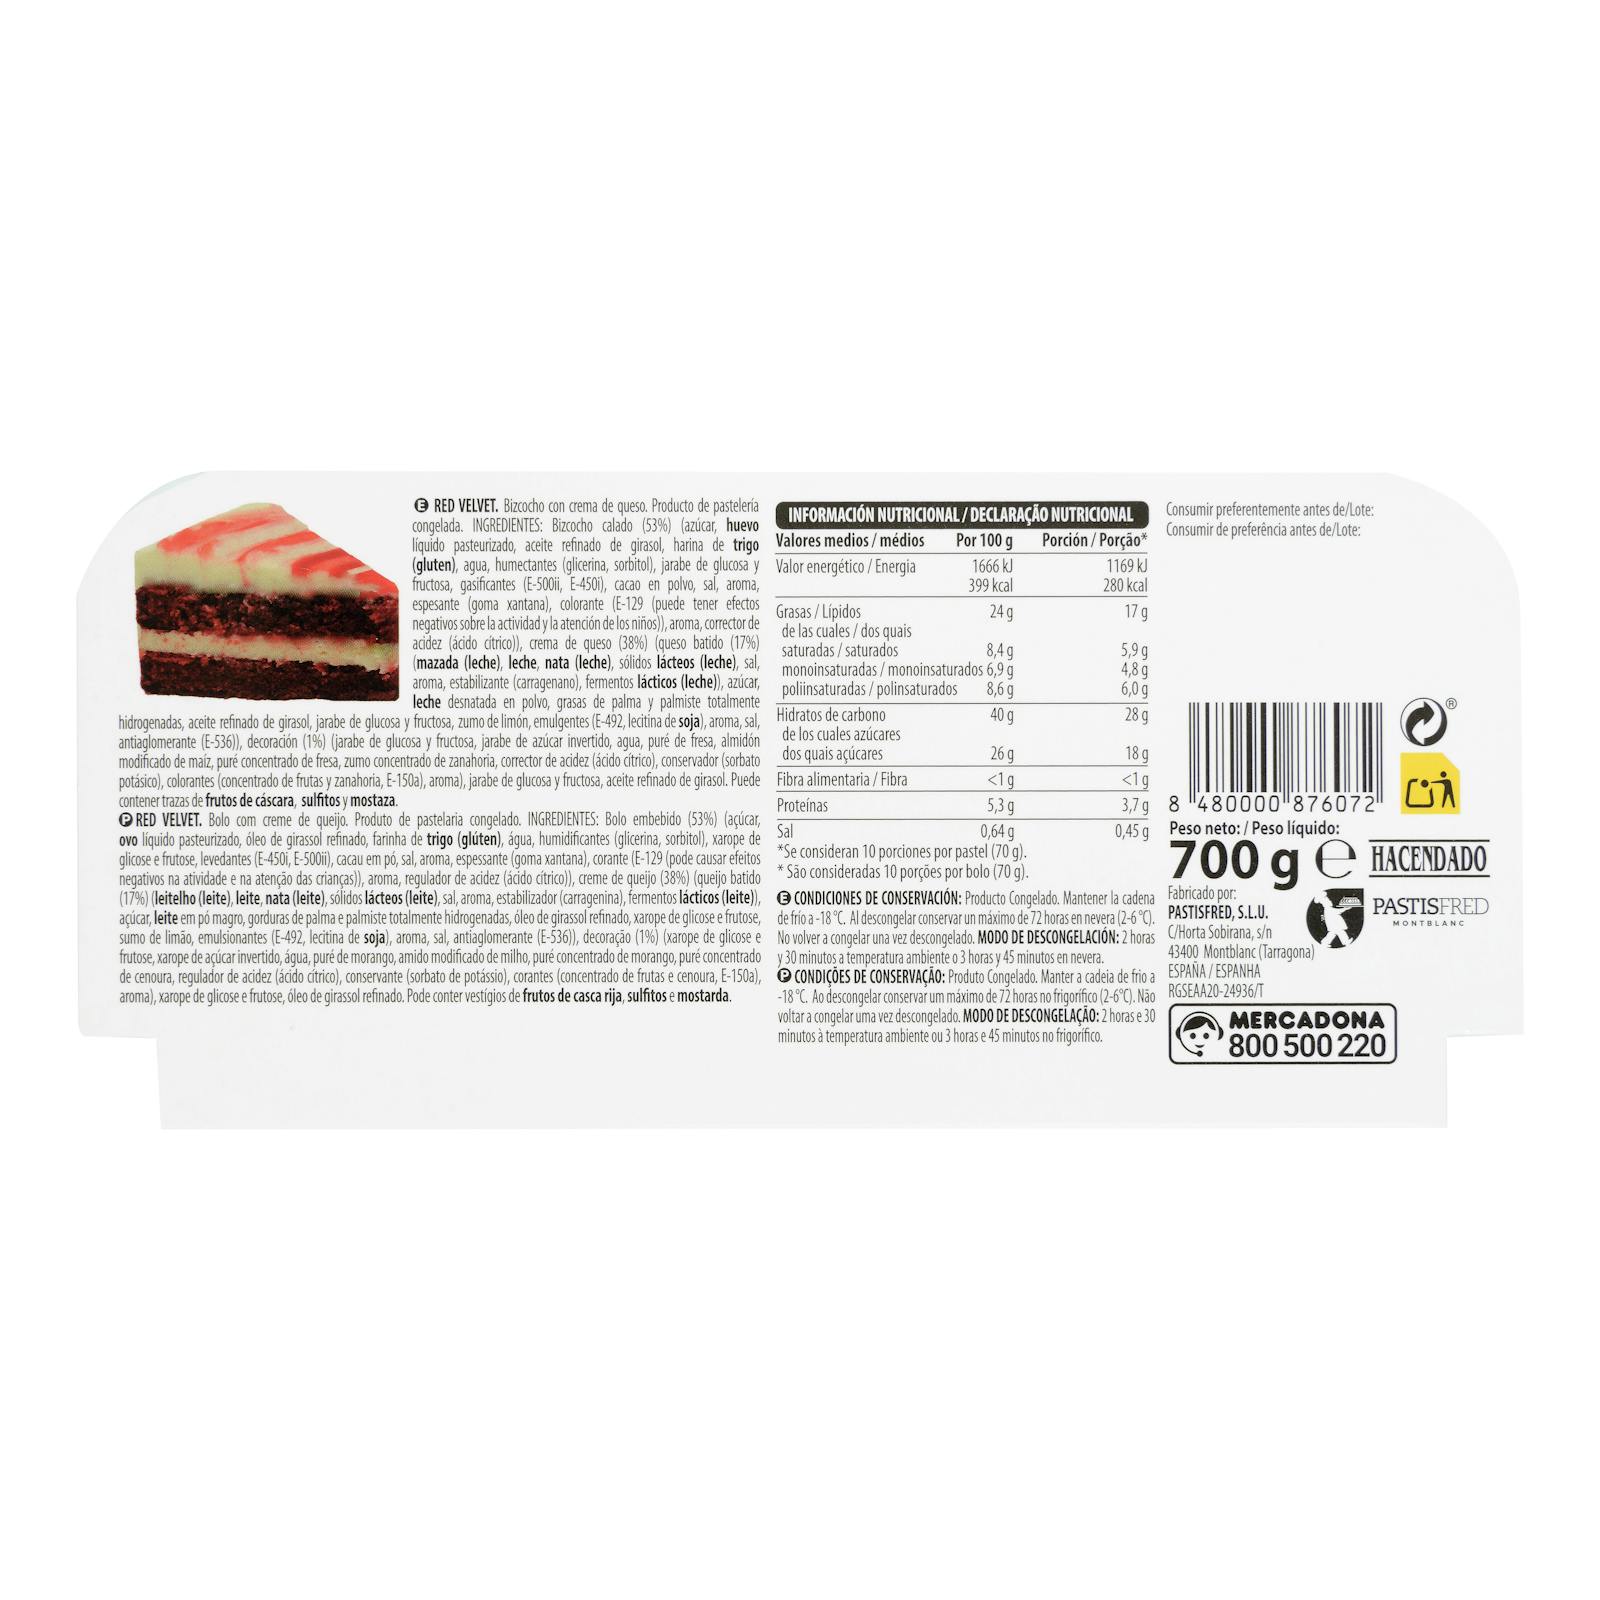 E RED VELVET. Bizcocho con crema de queso. Producto de pastelería
congelada. INGREDIENTES: Bizcocho calado (53%) (azúcar, huevo
líquido pasteurizado, aceite refinado de girasol, harina de trigo
(gluten), agua, humectantes (glicerina, sorbitol), jarabe de glucosa y
fructosa, gasificantes (E-500ii, E-450i), cacao en polvo, sal, aroma,
espesante (goma xantana), colorante (E-129 (puede tener efectos
negativos sobre la actividad y la atención de los niños)), aroma, corrector de
acidez (ácido cítrico)), crema de queso (38%) (queso batido (17%)
(mazada (leche), leche, nata (leche), sólidos lácteos (leche), sal,
aroma, estabilizante (carragenano), fermentos lácticos (leche)), azúcar,
leche desnatada en polvo, grasas de palma y palmiste totalmente
hidrogenadas, aceite refinado de girasol, jarabe de glucosa y fructosa, zumo de limón, emulgentes (E-492, lecitina de soja), aroma, sal,
antiaglomerante (E-536)), decoración (1%) (jarabe de glucosa y fructosa, jarabe de azúcar invertido, agua, puré de fresa, almidón
modificado de maíz, puré concentrado de fresa, zumo concentrado de zanahoria, corrector de acidez (ácido cítrico), conservador (sorbato
potásico), colorantes (concentrado de frutas y zanahoria, E-150a), aroma), jarabe de glucosa y fructosa, aceite refinado de girasol. Puede
contener trazas de frutos de cáscara, sulfitos y mostaza.
P RED VELVET. Bolo com creme de queijo. Produto de pastelaria congelado. INGREDIENTES: Bolo embebido (53%) (açúcar,
ovo líquido pasteurizado, óleo de girassol refinado, farinha de trigo (glúten), água, humidificantes (glicerina, sorbitol), xarope de
glicose e frutose, levedantes (E-450i, E-500ii), cacau em pó, sal, aroma, espessante (goma xantana), corante (E-129 (pode causar efeitos
negativos na atividade e na atenção das crianças)), aroma, regulador de acidez (ácido cítrico)), creme de queijo (38%) (queijo batido
(17%) (leitelho (leite), leite, nata (leite), sólidos lácteos (leite), sal, aroma, estabilizador (carragenina), fermentos lácticos (leite)),
açúcar, leite em pó magro, gorduras de palma e palmiste totalmente hidrogenadas, óleo de girassol refinado, xarope de glicose e frutose,
sumo de limão, emulsionantes (E-492, lecitina de soja), aroma, sal, antiaglomerante (E-536)), decoração (1%) (xarope de glicose e
frutose, xarope de açúcar invertido, água, puré de morango, amido modificado de milho, puré concentrado de morango, puré concentrado
de cenoura, regulador de acidez (ácido cítrico), conservante (sorbato de potássio), corantes (concentrado de frutas e cenoura, E-150a),
aroma), xarope de glicose e frutose, óleo de girassol refinado. Pode conter vestígios de frutos de casca rija, sulfitos e mostarda.
INFORMACIÓN NUTRICIONAL / DECLARAÇÃO NUTRICIONAL
Valores medios / médios Por 100 g Porción / Porção*
Valor energético / Energia 1666 kJ 1169 kJ
399 kcal 280 kcal
Grasas / Lípidos 24 g 17 g
de las cuales / dos quais
saturadas / saturados 8,4 g 5,9 g
monoinsaturadas / monoinsaturados 6,9 g 4,8 g
poliinsaturadas / polinsaturados 8,6 g 6,0 g
Hidratos de carbono 40 g 28 g
de los cuales azúcares
dos quais açúcares 26 g 18 g
Fibra alimentaria / Fibra <1 g <1 g
Proteínas 5,3 g 3,7 g
Sal 0,64 g 0,45 g
*Se consideran 10 porciones por pastel (70 g).
* São consideradas 10 porções por bolo (70 g).
E CONDICIONES DE CONSERVACIÓN: Producto Congelado. Mantener la cadena
de frío a -18 °C. Al descongelar conservar un máximo de 72 horas en nevera (2-6 °C).
No volver a congelar una vez descongelado. MODO DE DESCONGELACIÓN: 2 horas
y 30 minutos a temperatura ambiente o 3 horas y 45 minutos en nevera.
P CONDIÇÕES DE CONSERVAÇÃO: Produto Congelado. Manter a cadeia de frio a
-18 °C. Ao descongelar conservar um máximo de 72 horas no frigorífico (2-6°C). Não
voltar a congelar uma vez descongelado. MODO DE DESCONGELAÇÃO: 2 horas e 30
minutos à temperatura ambiente ou 3 horas e 45 minutos no frigorífico.
Consumir preferentemente antes de/Lote:
Consumir de preferência antes de/Lote:
®
8 480000 876072
Peso neto: / Peso líquido:
700 g e HACENDADO
Fabricado por:
PASTISFRED, S.L.U.
C/Horta Sobirana, s/n
43400 Montblanc (Tarragona)
ESPAÑA / ESPANHA
RGSEAA20-24936/T
PASTISFRED
MONTBLANC
MERCADONA
800 500 220